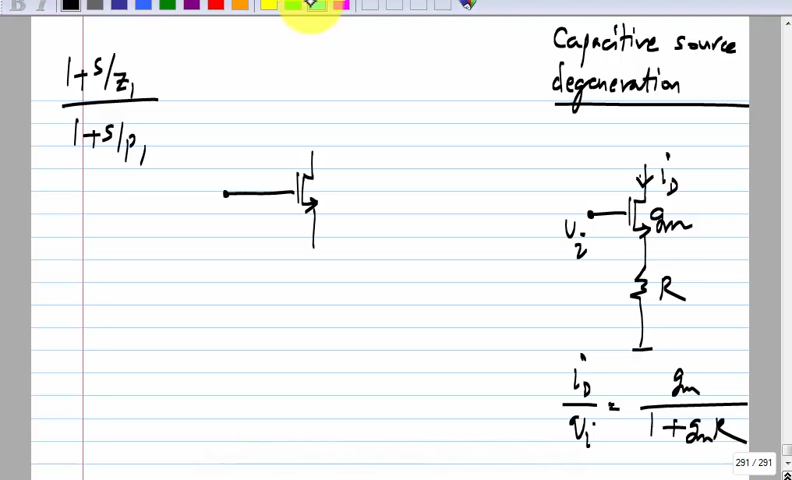 Capacitive source
degeneration
1+s/z1
1+s/p1
iD
gm
vi
R
iD/vi = gm/1+gmR
291 / 291